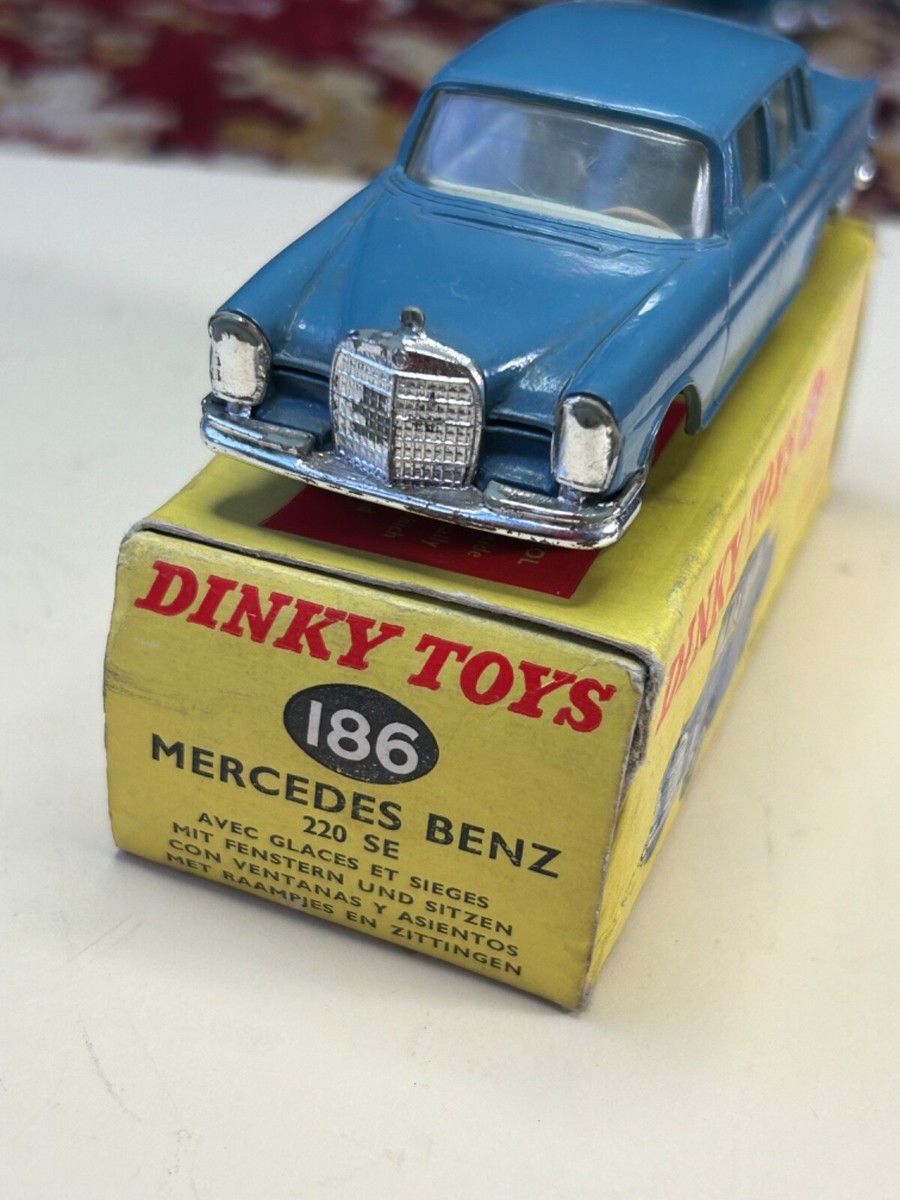 DINKY TOYS
186
MERCEDES BENZ
220 SE
AVEC GLACES ET SIEGES
MIT FENSTERN UND SITZEN
CON VENTANAS Y ASIENTOS
MET RAAMPJES EN ZITTINGEN
DINKY TOYS